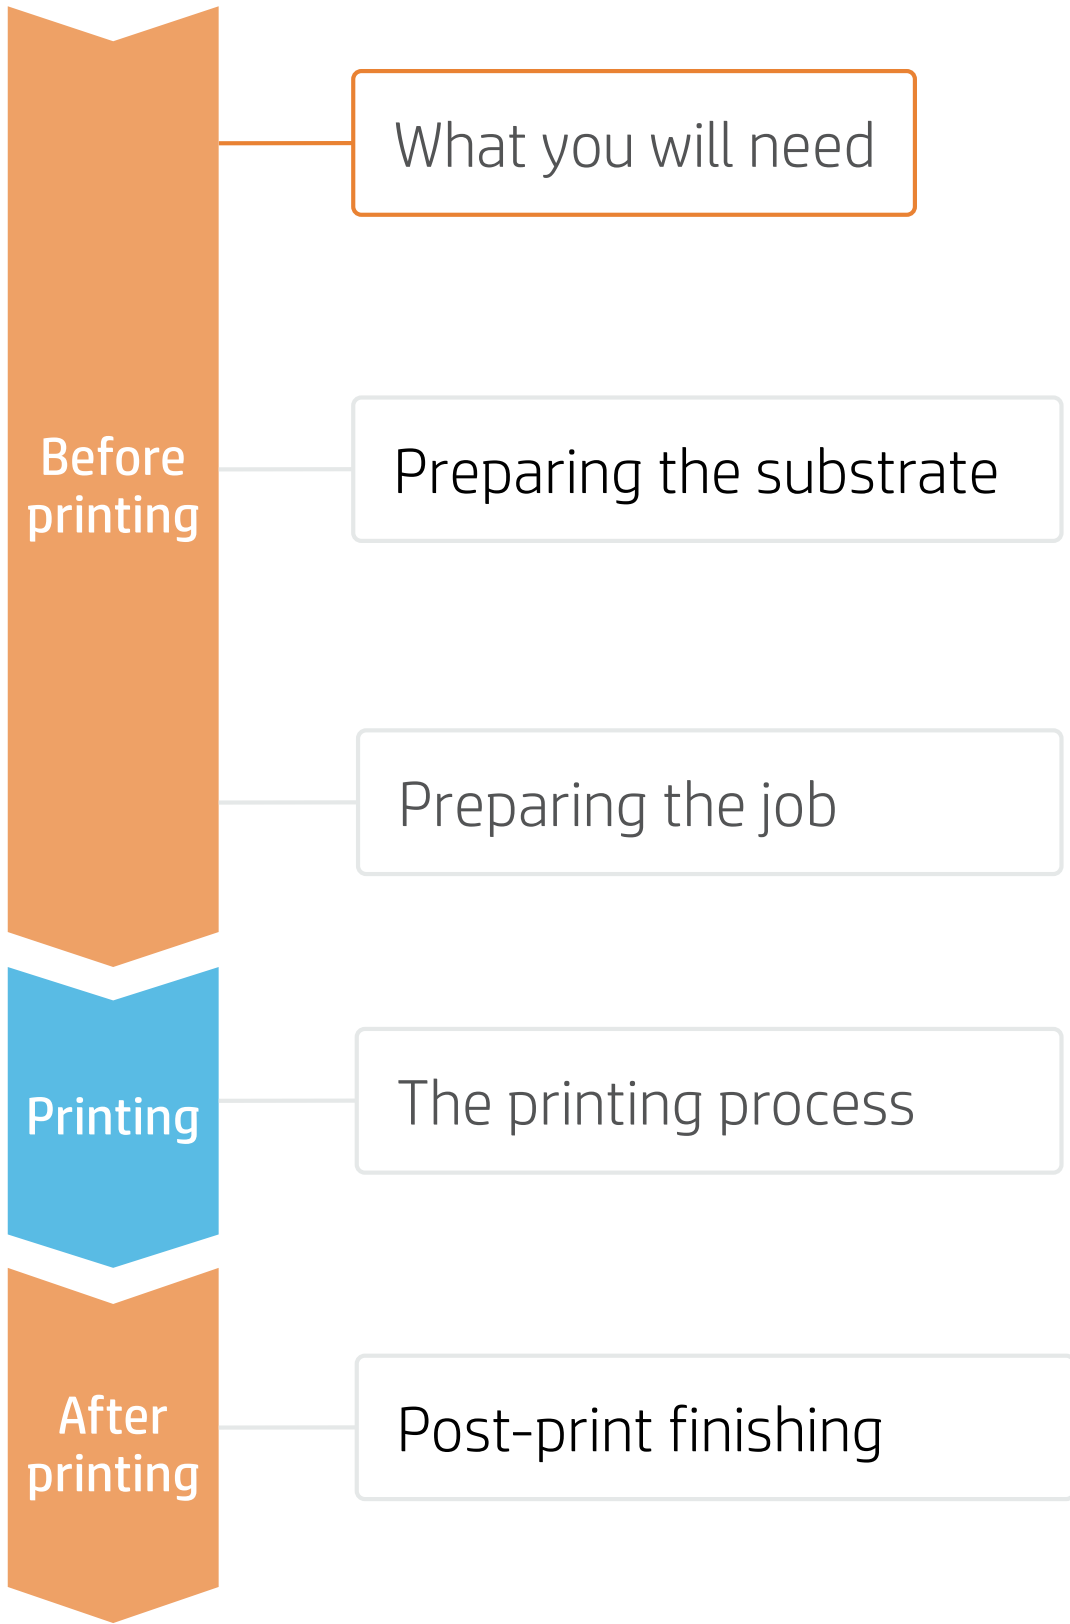 What you will need
Before
printing
Preparing the substrate
Preparing the job
Printing
The printing process
After
printing
Post-print finishing